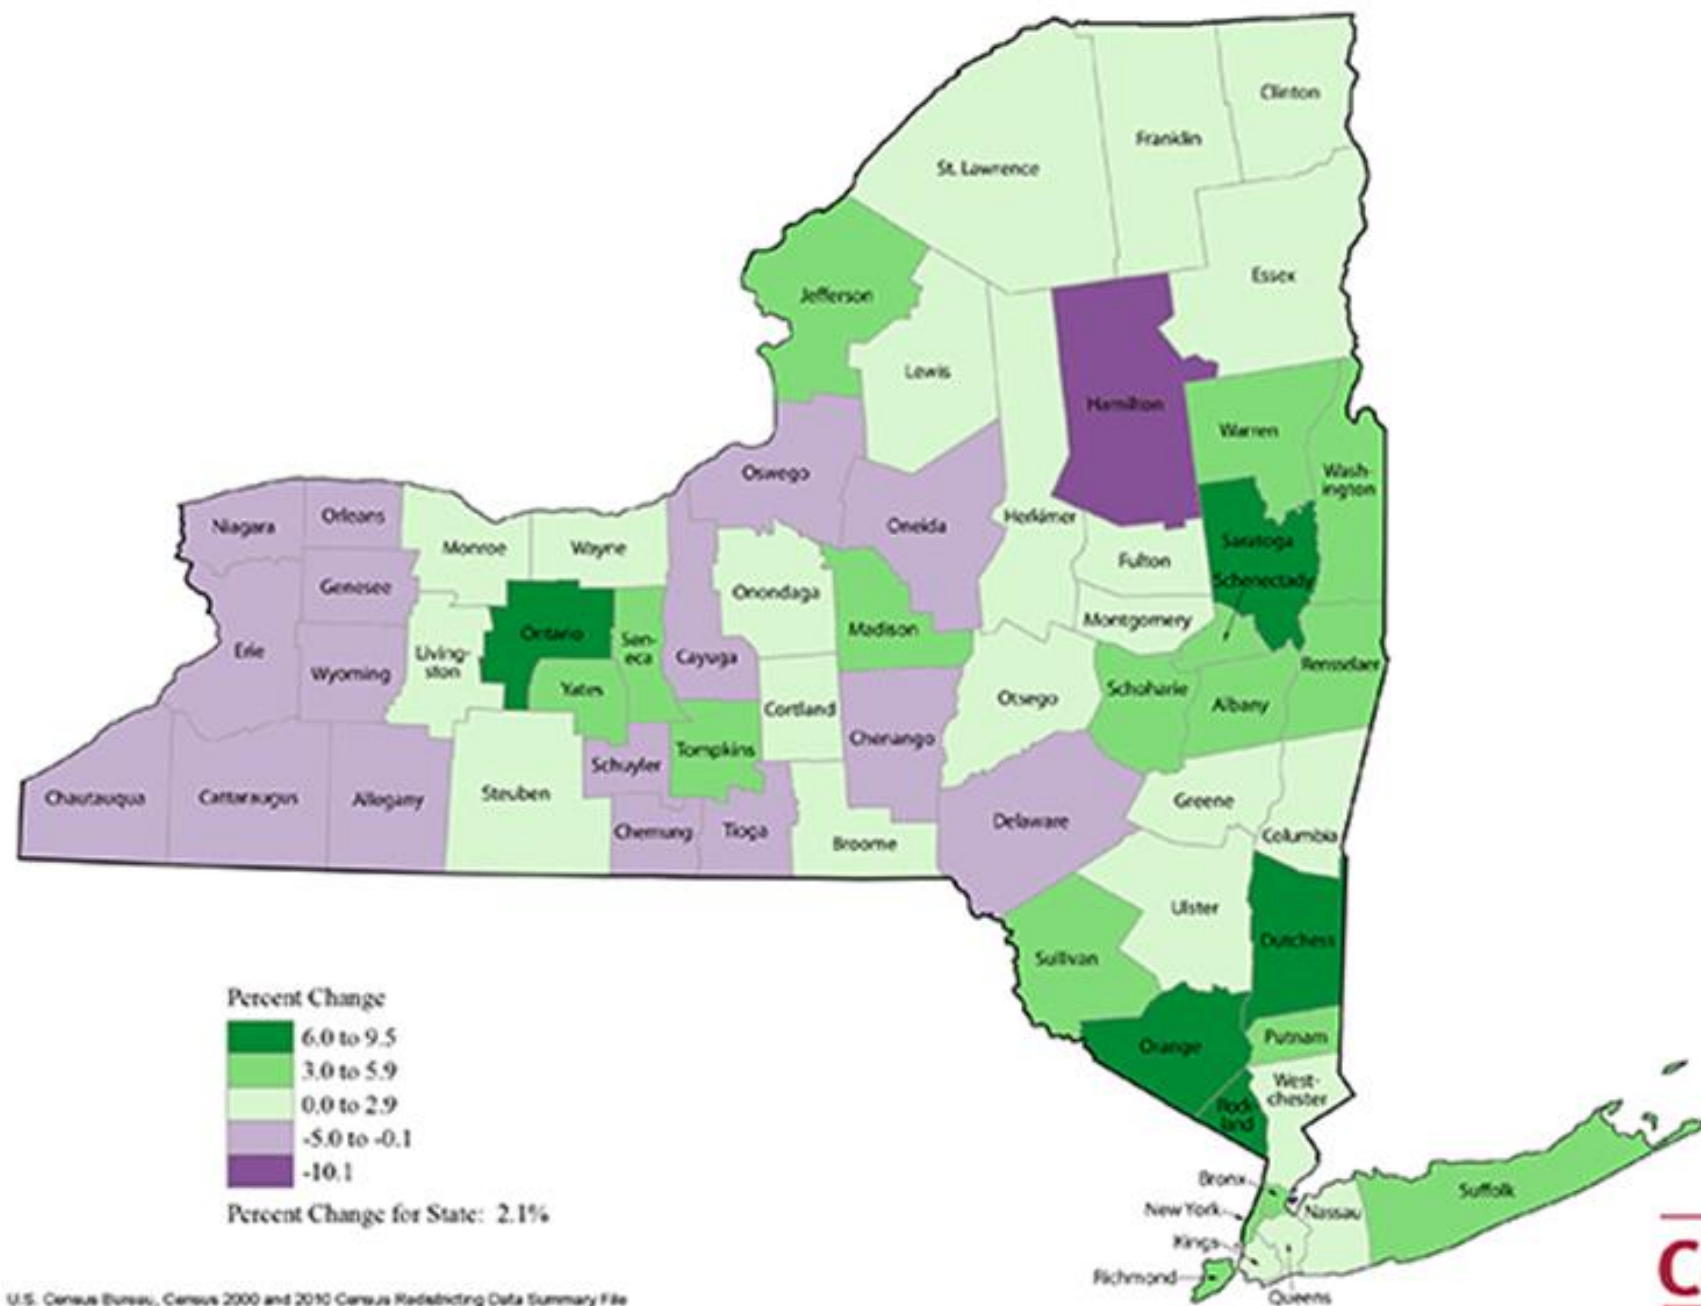 Clinton
Franklin
St. Lawrence
Essex
Jefferson
Lewis
Hamilton
Warren
Wash-
ington
Oswego
Oneida
Herkimer
Niagara
Orleans
Monroe
Wayne
Saratoga
Fulton
Genesee
Onondaga
Schenectady
Montgomery
Erie
Wyoming
Living-
ston
Ontario
Sen-
eca
Cayuga
Madison
Yates
Cortland
Otsego
Schoharie
Albany
Rensselaer
Chenango
Tompkins
Schuyler
Chautauqua
Cattaraugus
Allegany
Steuben
Chemung
Tioga
Broome
Delaware
Greene
Columbia
Ulster
Dutchess
Sullivan
Orange
Putnam
West-
chester
Rock-
land
Percent Change
6.0 to 9.5
3.0 to 5.9
0.0 to 2.9
-5.0 to -0.1
-10.1
Percent Change for State: 2.1%
Bronx
New York
Nassau
Suffolk
Kings
Richmond
Queens
C
U.S. Census Bureau, Census 2000 and 2010 Census Redistricting Data Summary File